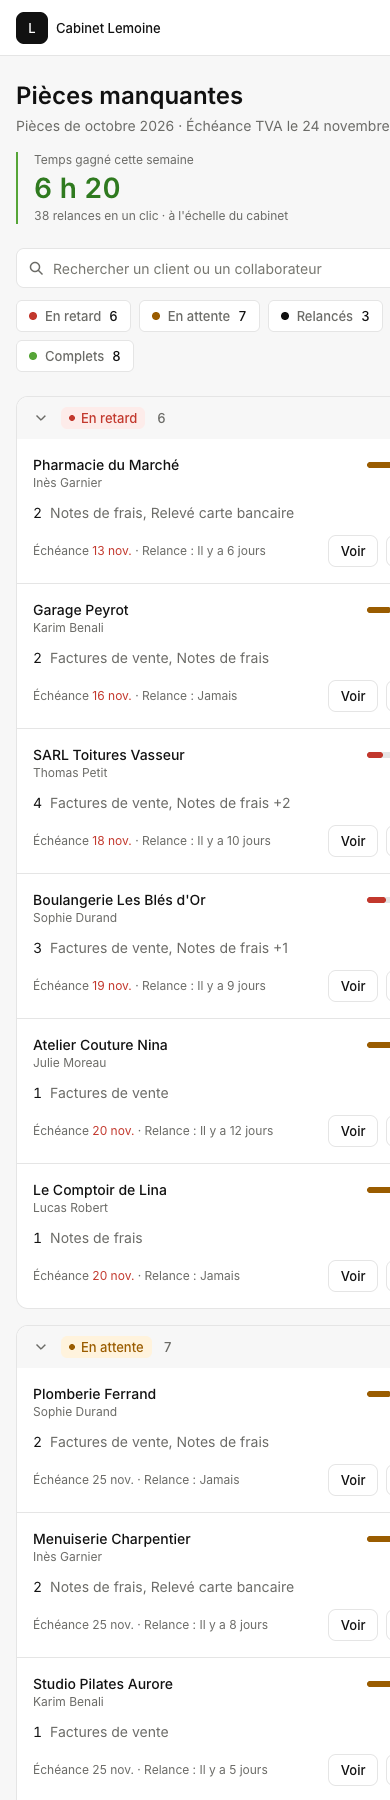 L Cabinet Lemoine
Pièces manquantes
Pièces de octobre 2026 · Échéance TVA le 24 novembre
Temps gagné cette semaine
6 h 20
38 relances en un clic · à l'échelle du cabinet
Rechercher un client ou un collaborateur
En retard 6 En attente 7 Relancés 3
Complets 8
En retard 6
Pharmacie du Marché
Inès Garnier
2 Notes de frais, Relevé carte bancaire
Échéance 13 nov. · Relance : Il y a 6 jours Voir
Garage Peyrot
Karim Benali
2 Factures de vente, Notes de frais
Échéance 16 nov. · Relance : Jamais Voir
SARL Toitures Vasseur
Thomas Petit
4 Factures de vente, Notes de frais +2
Échéance 18 nov. · Relance : Il y a 10 jours Voir
Boulangerie Les Blés d'Or
Sophie Durand
3 Factures de vente, Notes de frais +1
Échéance 19 nov. · Relance : Il y a 9 jours Voir
Atelier Couture Nina
Julie Moreau
1 Factures de vente
Échéance 20 nov. · Relance : Il y a 12 jours Voir
Le Comptoir de Lina
Lucas Robert
1 Notes de frais
Échéance 20 nov. · Relance : Jamais Voir
En attente 7
Plomberie Ferrand
Sophie Durand
2 Factures de vente, Notes de frais
Échéance 25 nov. · Relance : Jamais Voir
Menuiserie Charpentier
Inès Garnier
2 Notes de frais, Relevé carte bancaire
Échéance 25 nov. · Relance : Il y a 8 jours Voir
Studio Pilates Aurore
Karim Benali
1 Factures de vente
Échéance 25 nov. · Relance : Il y a 5 jours Voir